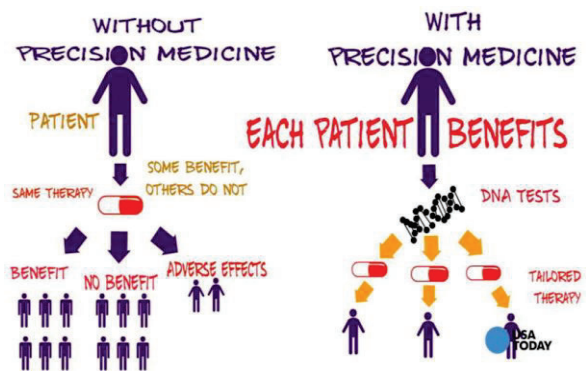 WITHOUT
PRECISION MEDICINE
PATIENT
SOME BENEFIT,
OTHERS DO NOT
SAME THERAPY
BENEFIT
NO BENEFIT
ADVERSE EFFECTS
WITH
PRECISION MEDICINE
EACH PATIENT BENEFITS
DNA TESTS
TAILORED
THERAPY
USA
TODAY